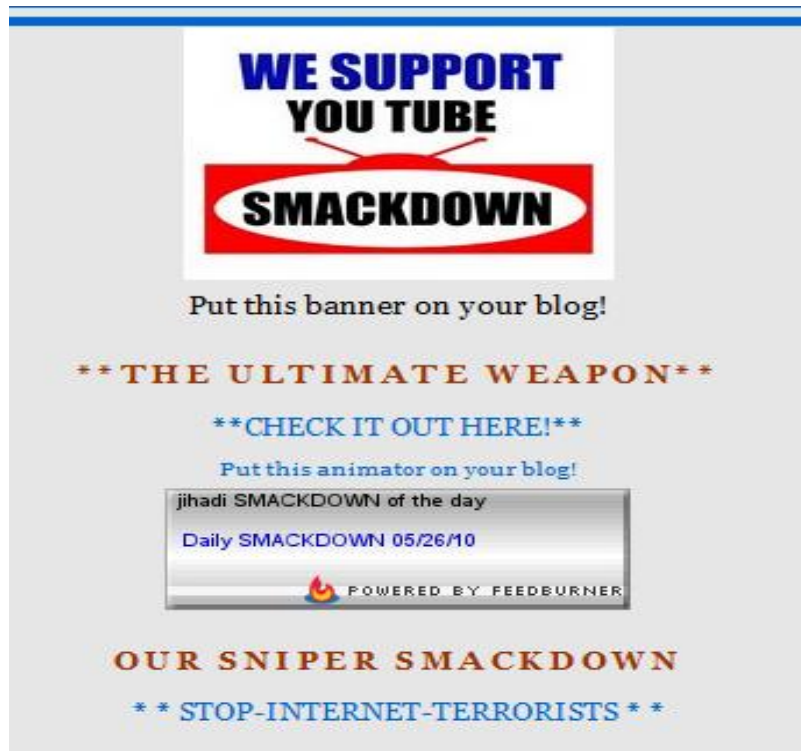 WE SUPPORT
YOU TUBE
SMACKDOWN
Put this banner on your blog!
**THE ULTIMATE WEAPON**
**CHECK IT OUT HERE!**
Put this animator on your blog!
jihadi SMACKDOWN of the day
Daily SMACKDOWN 05/26/10
POWERED BY FEEDBURNER
OUR SNIPER SMACKDOWN
* * STOP-INTERNET-TERRORISTS * *